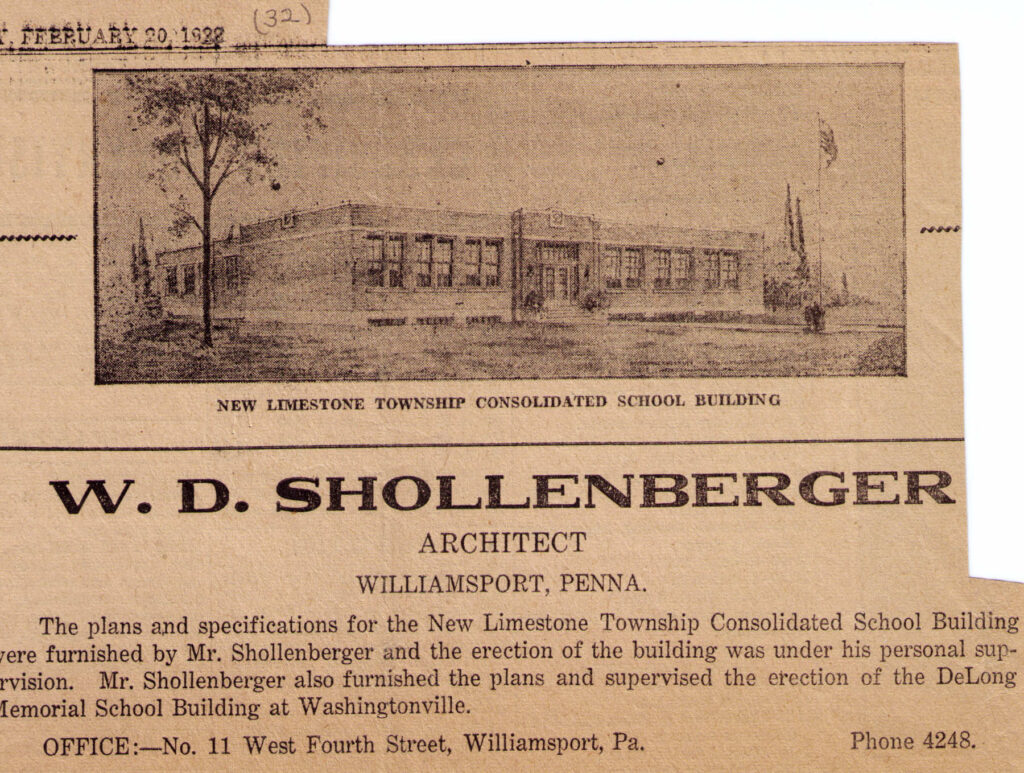 (32)
Y, FEBRUARY 20, 1932
NEW LIMESTONE TOWNSHIP CONSOLIDATED SCHOOL BUILDING
W. D. SHOLLENBERGER
ARCHITECT
WILLIAMSPORT, PENNA.
The plans and specifications for the New Limestone Township Consolidated School Building
were furnished by Mr. Shollenberger and the erection of the building was under his personal sup-
rvision. Mr. Shollenberger also furnished the plans and supervised the erection of the DeLong
Memorial School Building at Washingtonville.
OFFICE:—No. 11 West Fourth Street, Williamsport, Pa. Phone 4248.